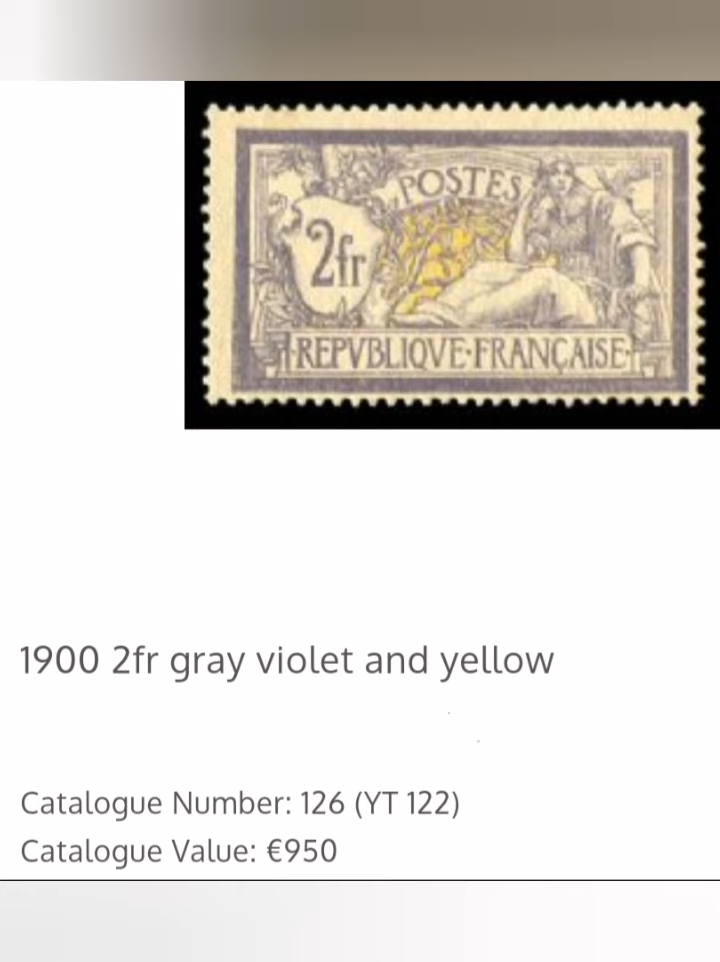 POSTES
2fr
·REPVBLIQVE·FRANÇAISE·
1900 2fr gray violet and yellow
Catalogue Number: 126 (YT 122)
Catalogue Value: €950